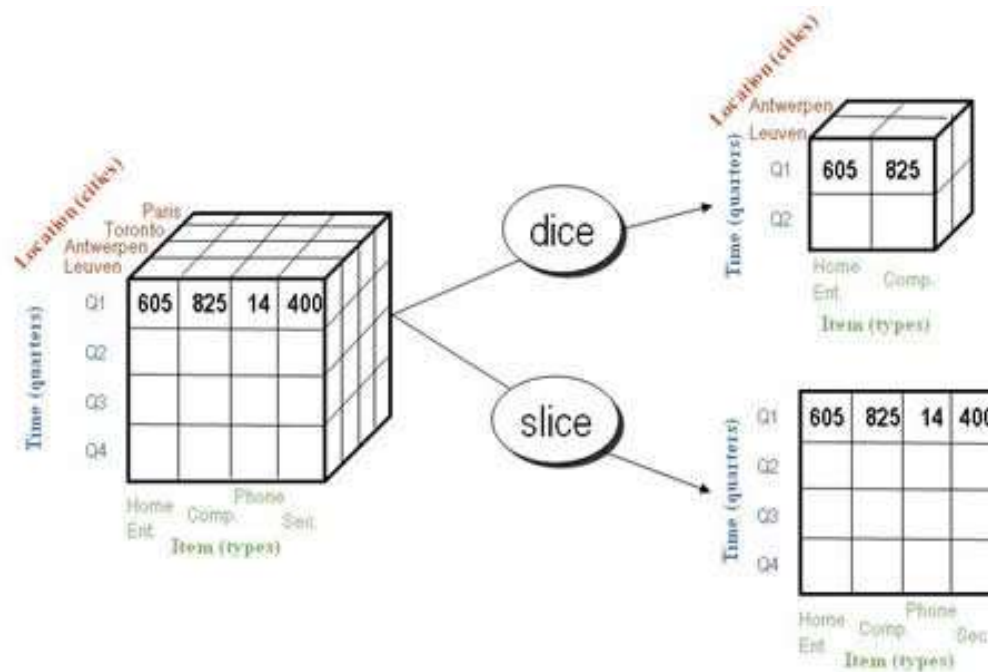 Location (cities)
Paris
Toronto
Antwerpen
Leuven
Time (quarters)
Q1 605 825 14 400
Q2
Q3
Q4
Home Ent. Comp. Phone
Item (types)
dice
slice
Location (cities)
Antwerpen
Leuven
Time (quarters)
Q1 605 825
Q2
Home Ent. Comp.
Item (types)
Time (quarters)
Q1 605 825 14 400
Q2
Q3
Q4
Home Ent. Comp. Phone Sec.
Item (types)